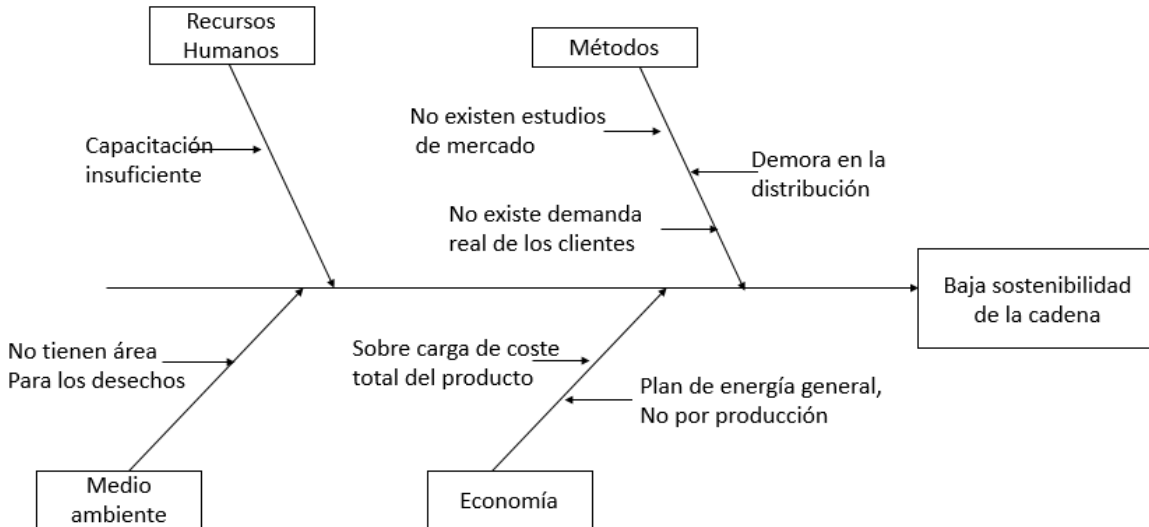 Recursos
Humanos
Métodos
No existen estudios
de mercado
Capacitación
insuficiente
Demora en la
distribución
No existe demanda
real de los clientes
Baja sostenibilidad
de la cadena
No tienen área
Para los desechos
Sobre carga de coste
total del producto
Plan de energía general,
No por producción
Medio
ambiente
Economía